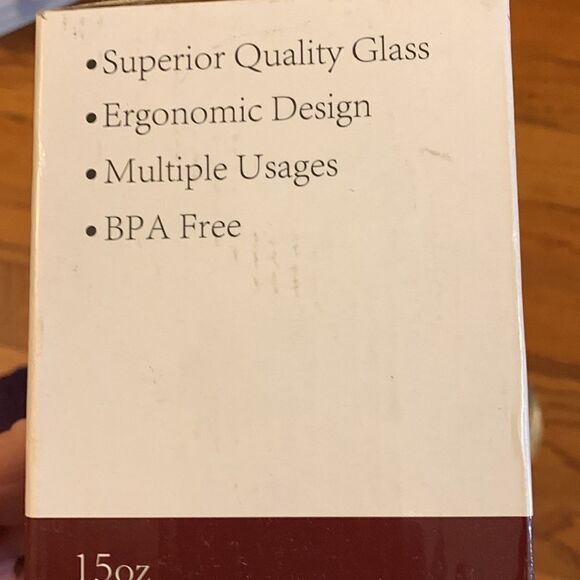 •Superior Quality Glass
•Ergonomic Design
•Multiple Usages
•BPA Free
15oz